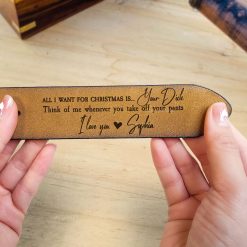 ALL I WANT FOR CHRISTMAS IS... Your Dick
Think of me whenever you take off your pants
I love you ♥ Sophia